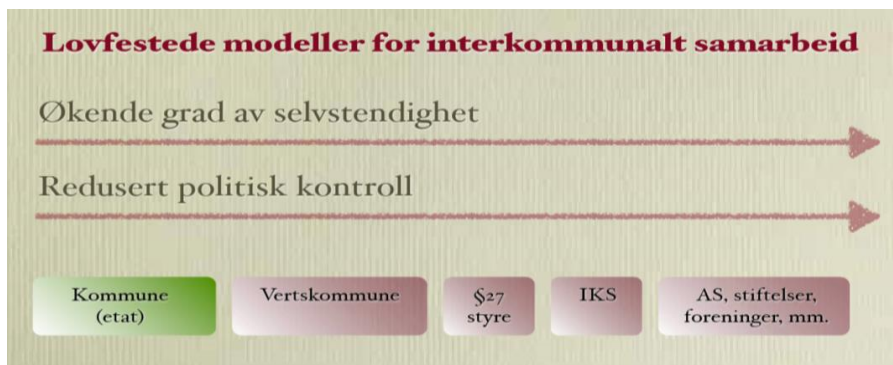 Lovfestede modeller for interkommunalt samarbeid
Økende grad av selvstendighet
Redusert politisk kontroll
Kommune
(etat)
Vertskommune
§27
styre
IKS
AS, stiftelser,
foreninger, mm.